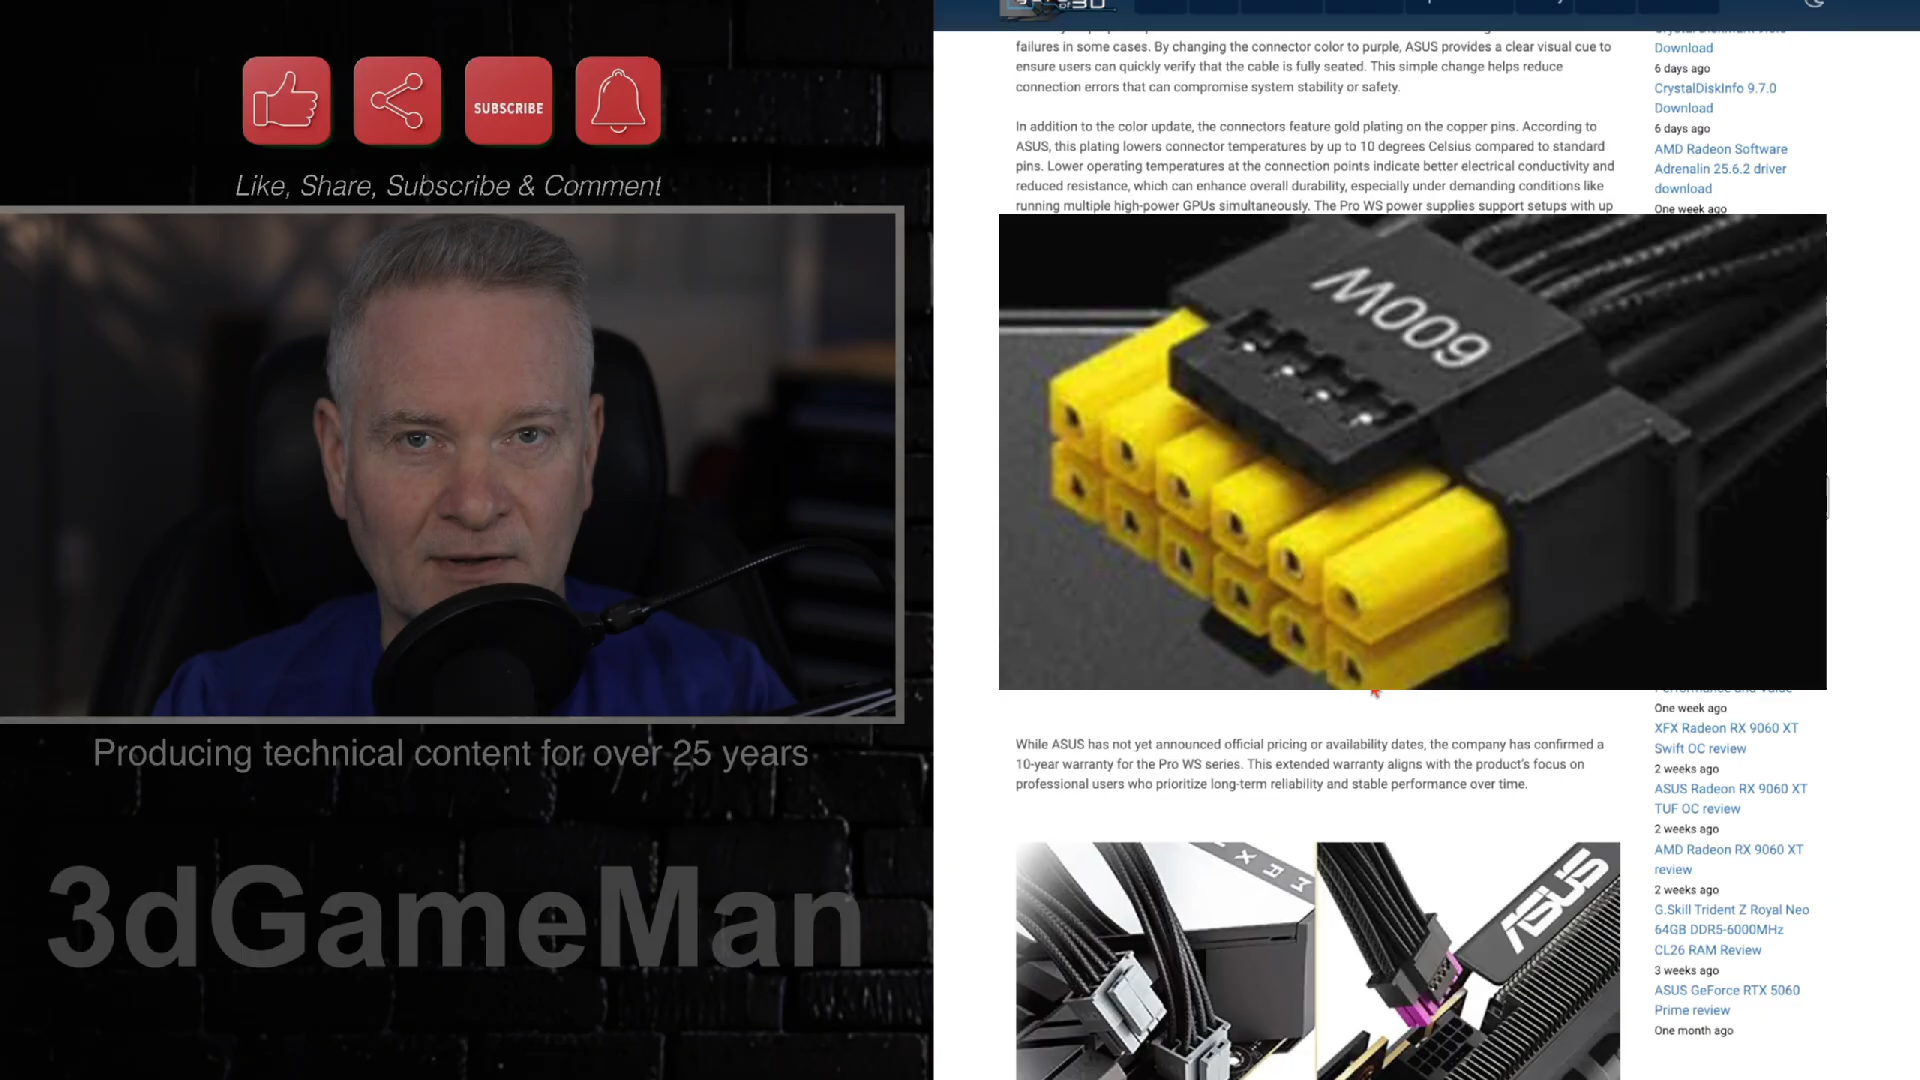 SUBSCRIBE
Like, Share, Subscribe & Comment
Producing technical content for over 25 years
3dGameMan
failures in some cases. By changing the connector color to purple, ASUS provides a clear visual cue to
ensure users can quickly verify that the cable is fully seated. This simple change helps reduce
connection errors that can compromise system stability or safety.
In addition to the color update, the connectors feature gold plating on the copper pins. According to
ASUS, this plating lowers connector temperatures by up to 10 degrees Celsius compared to standard
pins. Lower operating temperatures at the connection points indicate better electrical conductivity and
reduced resistance, which can enhance overall durability, especially under demanding conditions like
running multiple high-power GPUs simultaneously. The Pro WS power supplies support setups with up
600W
While ASUS has not yet announced official pricing or availability dates, the company has confirmed a
10-year warranty for the Pro WS series. This extended warranty aligns with the product's focus on
professional users who prioritize long-term reliability and stable performance over time.
ASUS
Download
6 days ago
CrystalDiskInfo 9.7.0
Download
6 days ago
AMD Radeon Software
Adrenalin 25.6.2 driver
download
One week ago
One week ago
XFX Radeon RX 9060 XT
Swift OC review
2 weeks ago
ASUS Radeon RX 9060 XT
TUF OC review
2 weeks ago
AMD Radeon RX 9060 XT
review
2 weeks ago
G.Skill Trident Z Royal Neo
64GB DDR5-6000MHz
CL26 RAM Review
3 weeks ago
ASUS GeForce RTX 5060
Prime review
One month ago